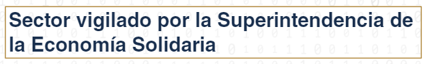 Sector vigilado por la Superintendencia de
la Economía Solidaria